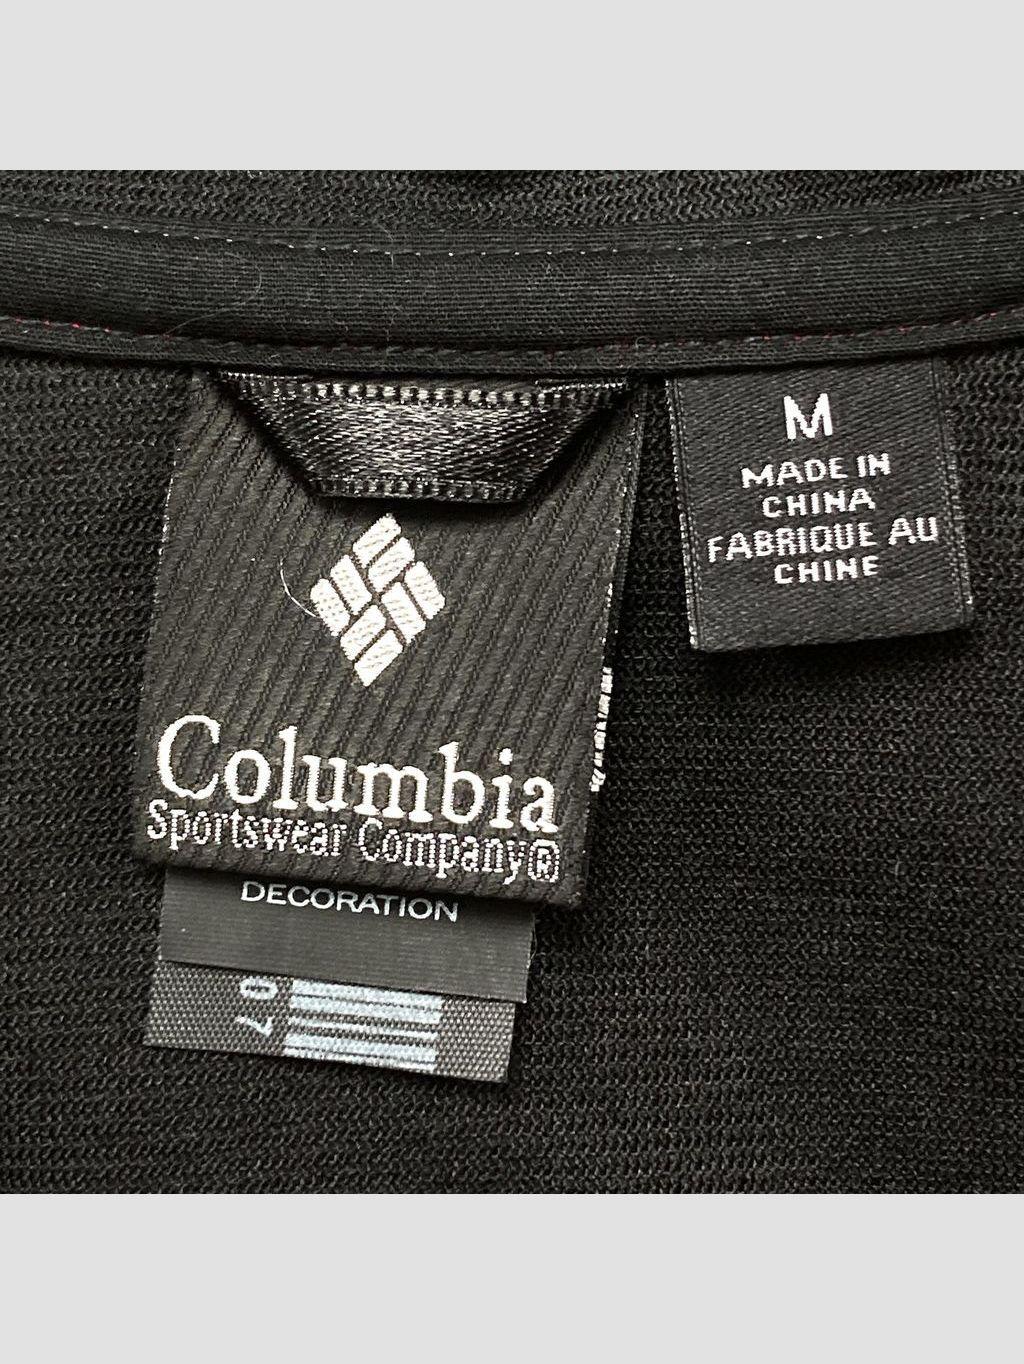 M
MADE IN
CHINA
FABRIQUE AU
CHINE
Columbia
Sportswear Company®
DECORATION